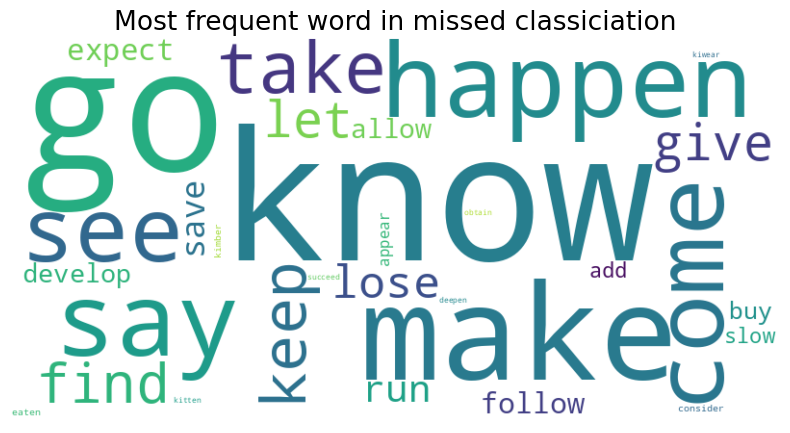 Most frequent word in missed classiciation
expect
take
happen
kiwear
go
let
allow
know
give
see
save
kimber
appear
obtain
come
develop
keep
succeed
lose
deepen
add
say
make
buy
slow
find
run
follow
kitten
eaten
consider